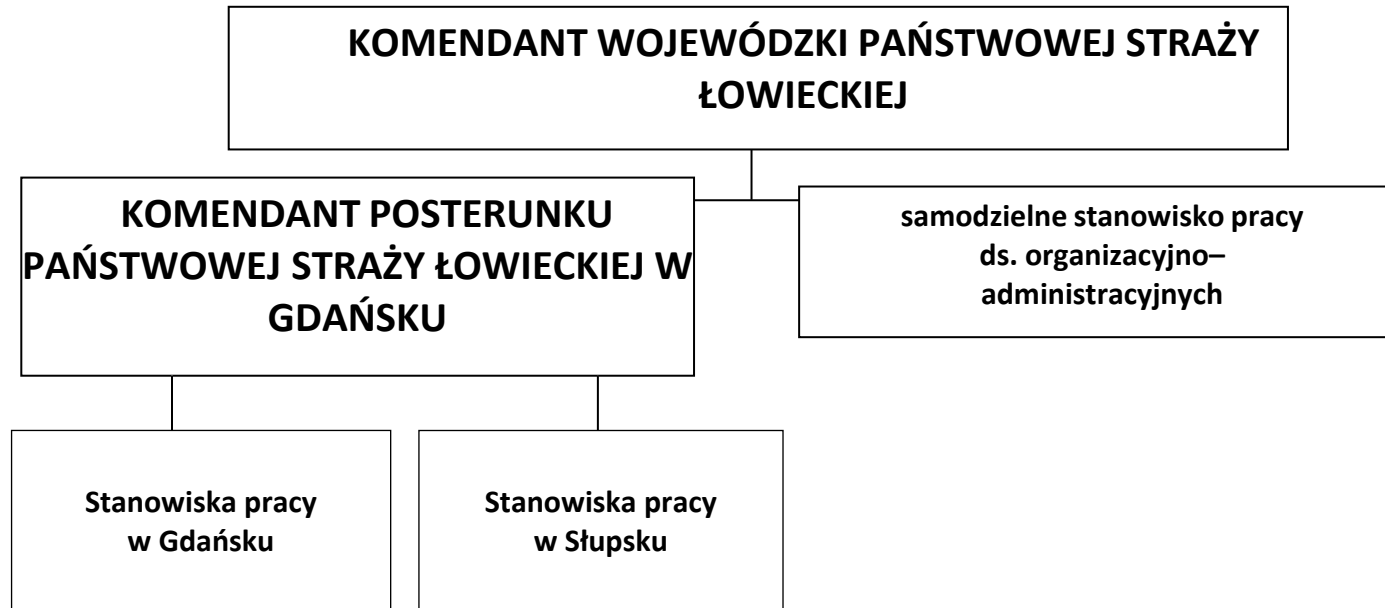 KOMENDANT WOJEWÓDZKI PAŃSTWOWEJ STRAŻY
ŁOWIECKIEJ
KOMENDANT POSTERUNKU
PAŃSTWOWEJ STRAŻY ŁOWIECKIEJ W
GDAŃSKU
samodzielne stanowisko pracy
ds. organizacyjno–
administracyjnych
Stanowiska pracy
w Gdańsku
Stanowiska pracy
w Słupsku